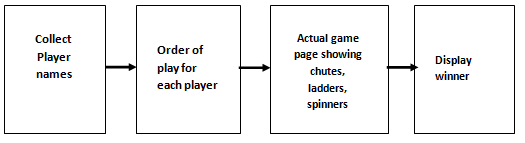 Collect
Player
names
Order of
play for
each player
Actual game
page showing
chutes,
ladders,
spinners
Display
winner